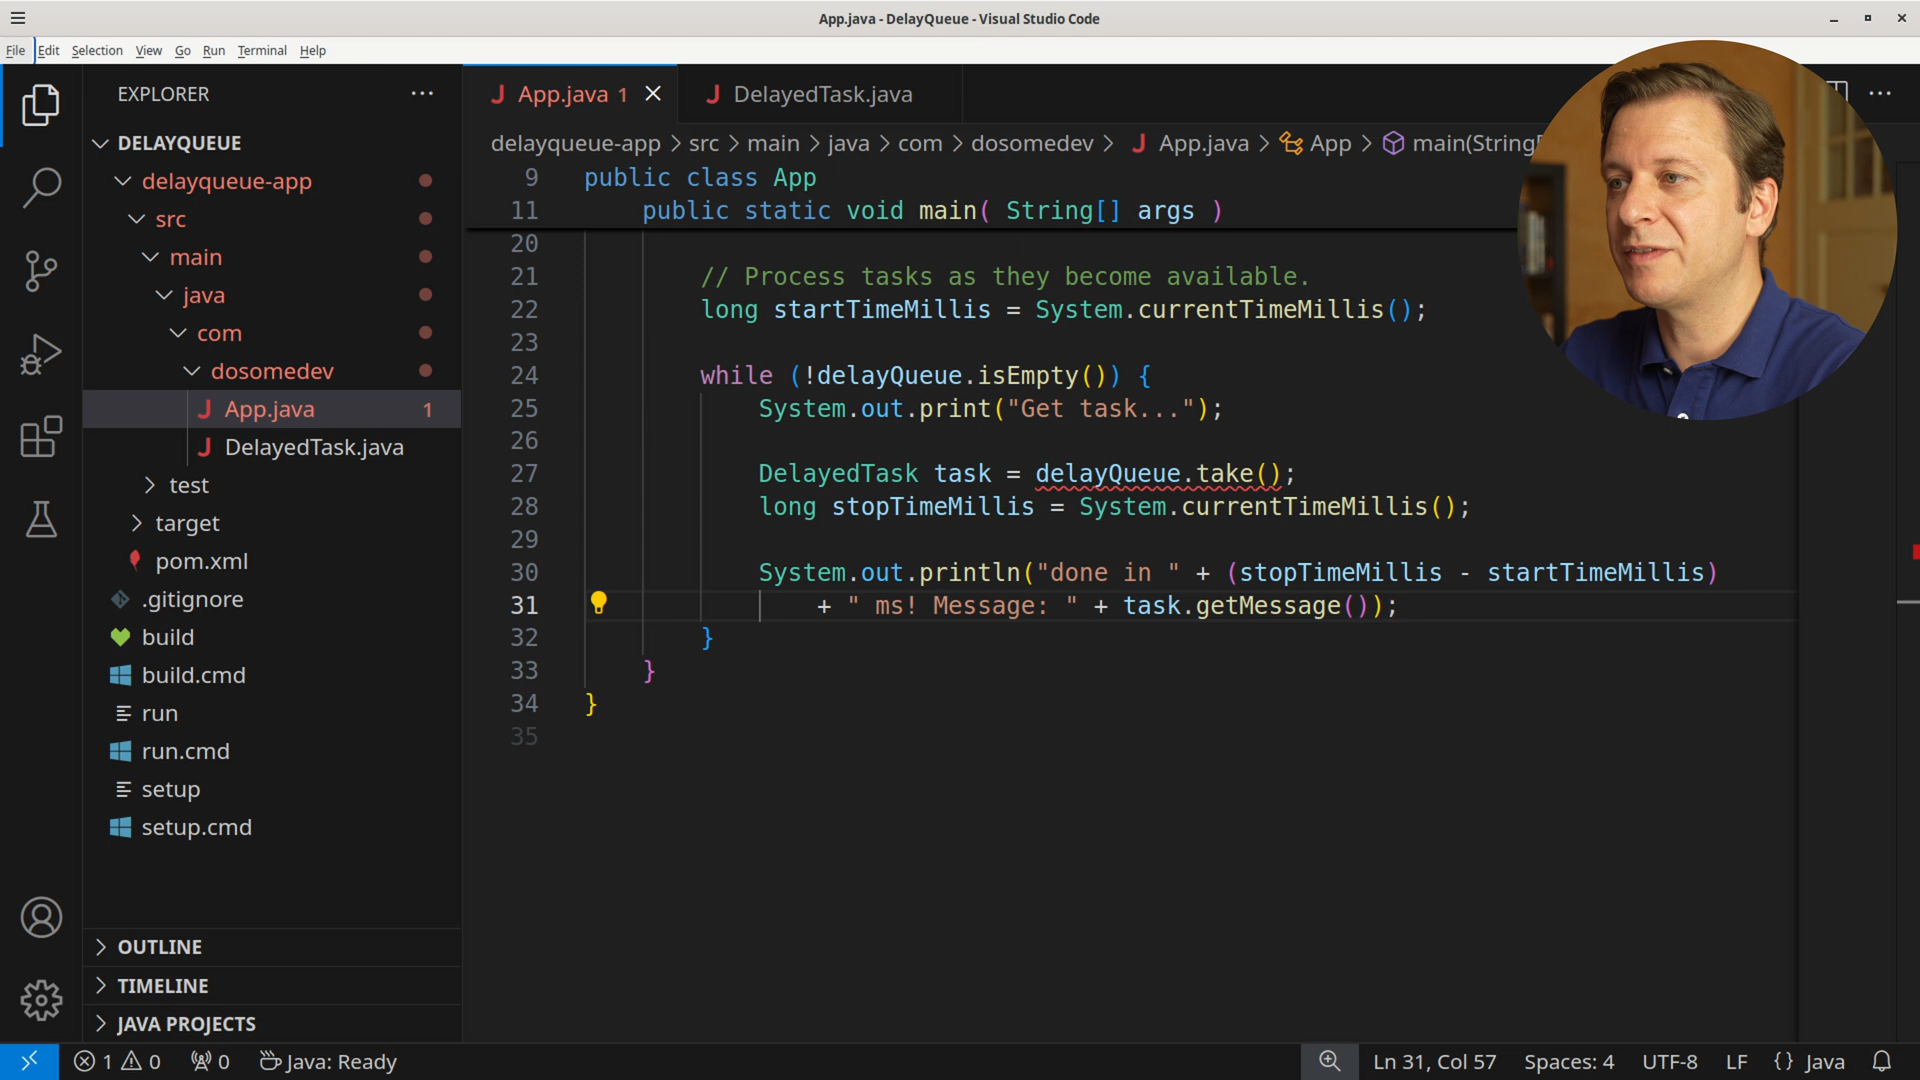 App.java - DelayQueue - Visual Studio Code
File Edit Selection View Go Run Terminal Help
EXPLORER
DELAYQUEUE
delayqueue-app
src
main
java
com
dosomedev
App.java 1
DelayedTask.java
test
target
pom.xml
.gitignore
build
build.cmd
run
run.cmd
setup
setup.cmd
OUTLINE
TIMELINE
JAVA PROJECTS
App.java 1
DelayedTask.java
delayqueue-app > src > main > java > com > dosomedev > App.java > App > main(String
9 public class App
11 public static void main( String[] args )
20
21 // Process tasks as they become available.
22 long startTimeMillis = System.currentTimeMillis();
23
24 while (!delayQueue.isEmpty()) {
25 System.out.print("Get task...");
26
27 DelayedTask task = delayQueue.take();
28 long stopTimeMillis = System.currentTimeMillis();
29
30 System.out.println("done in " + (stopTimeMillis - startTimeMillis)
31 + " ms! Message: " + task.getMessage());
32 }
33 }
34 }
35
1 0 0 Java: Ready
Ln 31, Col 57 Spaces: 4 UTF-8 LF {} Java